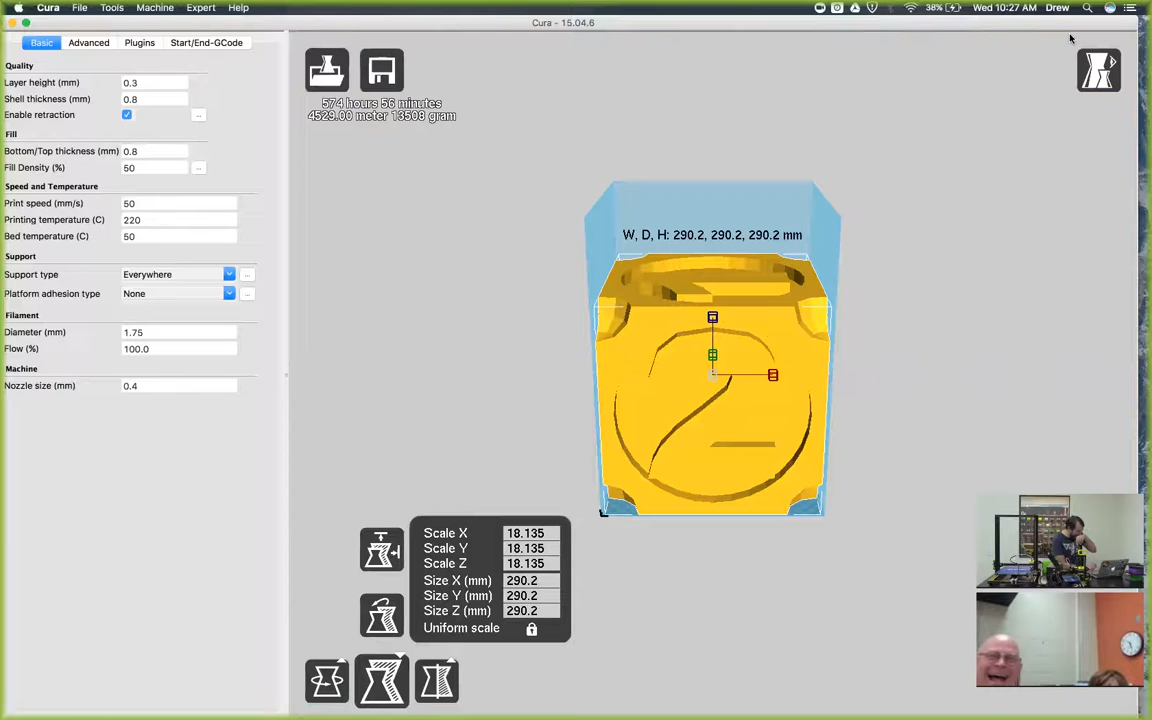 Cura File Tools Machine Expert Help 38% Wed 10:27 AM Drew
Cura - 15.04.6
Basic Advanced Plugins Start/End-GCode
Quality
Layer height (mm) 0.3
Shell thickness (mm) 0.8
Enable retraction ...
Fill
Bottom/Top thickness (mm) 0.8
Fill Density (%) 50 ...
Speed and Temperature
Print speed (mm/s) 50
Printing temperature (C) 220
Bed temperature (C) 50
Support
Support type Everywhere ...
Platform adhesion type None ...
Filament
Diameter (mm) 1.75
Flow (%) 100.0
Machine
Nozzle size (mm) 0.4
574 hours 56 minutes
4529.00 meter 13508 gram
W, D, H: 290.2, 290.2, 290.2 mm
Scale X 18.135
Scale Y 18.135
Scale Z 18.135
Size X (mm) 290.2
Size Y (mm) 290.2
Size Z (mm) 290.2
Uniform scale